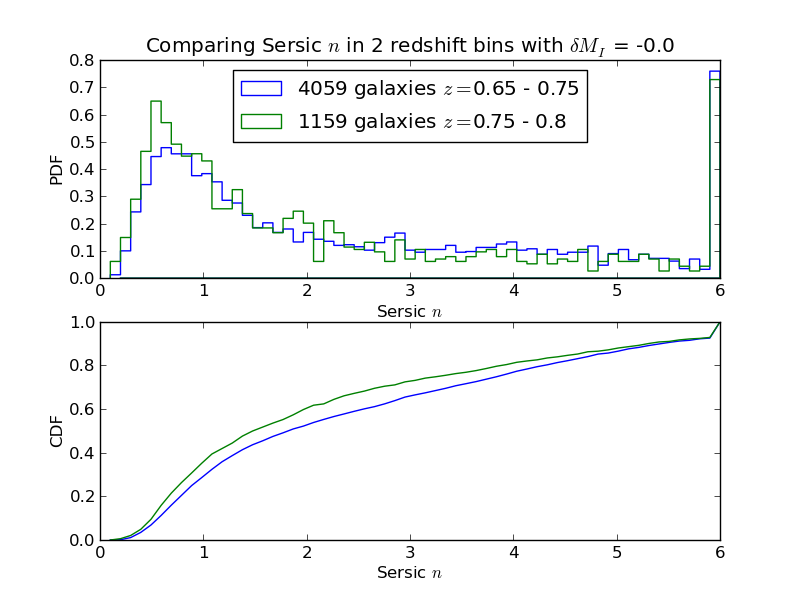 Comparing Sersic n in 2 redshift bins with δM_I = -0.0
0.8
0.7
0.6
0.5
0.4
0.3
0.2
0.1
0.0
PDF
4059 galaxies z=0.65 - 0.75
1159 galaxies z=0.75 - 0.8
0 1 2 3 4 5 6
Sersic n
1.0
0.8
0.6
0.4
0.2
0.0
CDF
0 1 2 3 4 5 6
Sersic n